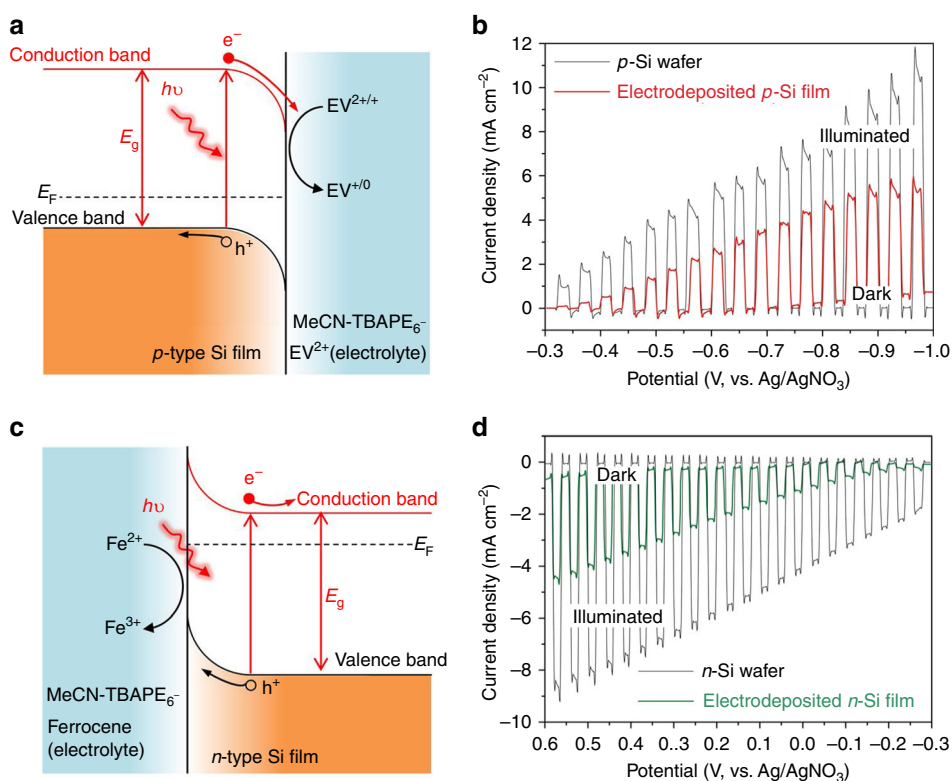 a
Conduction band
e⁻
hυ
E_g
EV²⁺/⁺
EV⁺/⁰
E_F
Valence band
h⁺
MeCN-TBAPE₆⁻
p-type Si film
EV²⁺(electrolyte)
b
12
10
8
6
4
2
0
Current density (mA cm⁻²)
p-Si wafer
Electrodeposited p-Si film
Illuminated
Dark
−0.3
−0.4
−0.5
−0.6
−0.7
−0.8
−0.9
−1.0
Potential (V, vs. Ag/AgNO₃)
c
e⁻
hυ
Conduction band
Fe²⁺
E_F
E_g
Fe³⁺
Valence band
h⁺
MeCN-TBAPE₆⁻
Ferrocene
(electrolyte)
n-type Si film
d
0
−2
−4
−6
−8
−10
Current density (mA cm⁻²)
Dark
Illuminated
n-Si wafer
Electrodeposited n-Si film
0.6
0.5
0.4
0.3
0.2
0.1
0.0
−0.1
−0.2
−0.3
Potential (V, vs. Ag/AgNO₃)